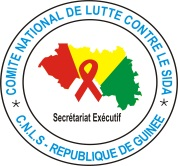 COMITE NATIONAL DE LUTTE CONTRE LE SIDA
Secrétariat Exécutif
* C.N.L.S - REPUBLIQUE DE GUINEE *